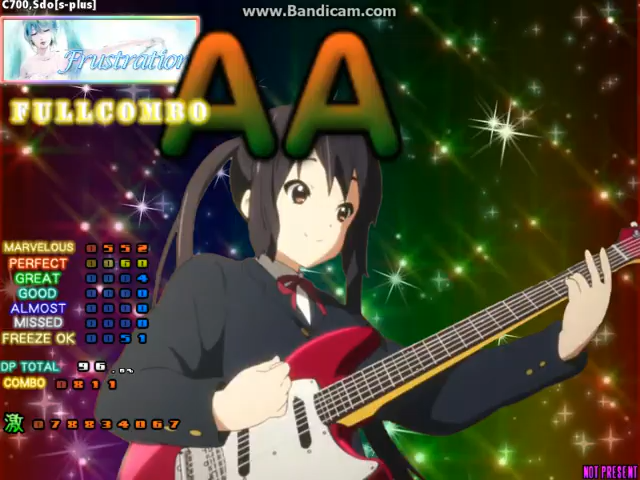 C700,Sdo[s-plus]
www.Bandicam.com
Frustration
AA
FULLCOMBO
MARVELOUS 0552
PERFECT 0060
GREAT 0004
GOOD 0000
ALMOST 0000
MISSED 0000
FREEZE OK 0051
DP TOTAL 96.
COMBO 0811
激 078834067
NOT PRESENT